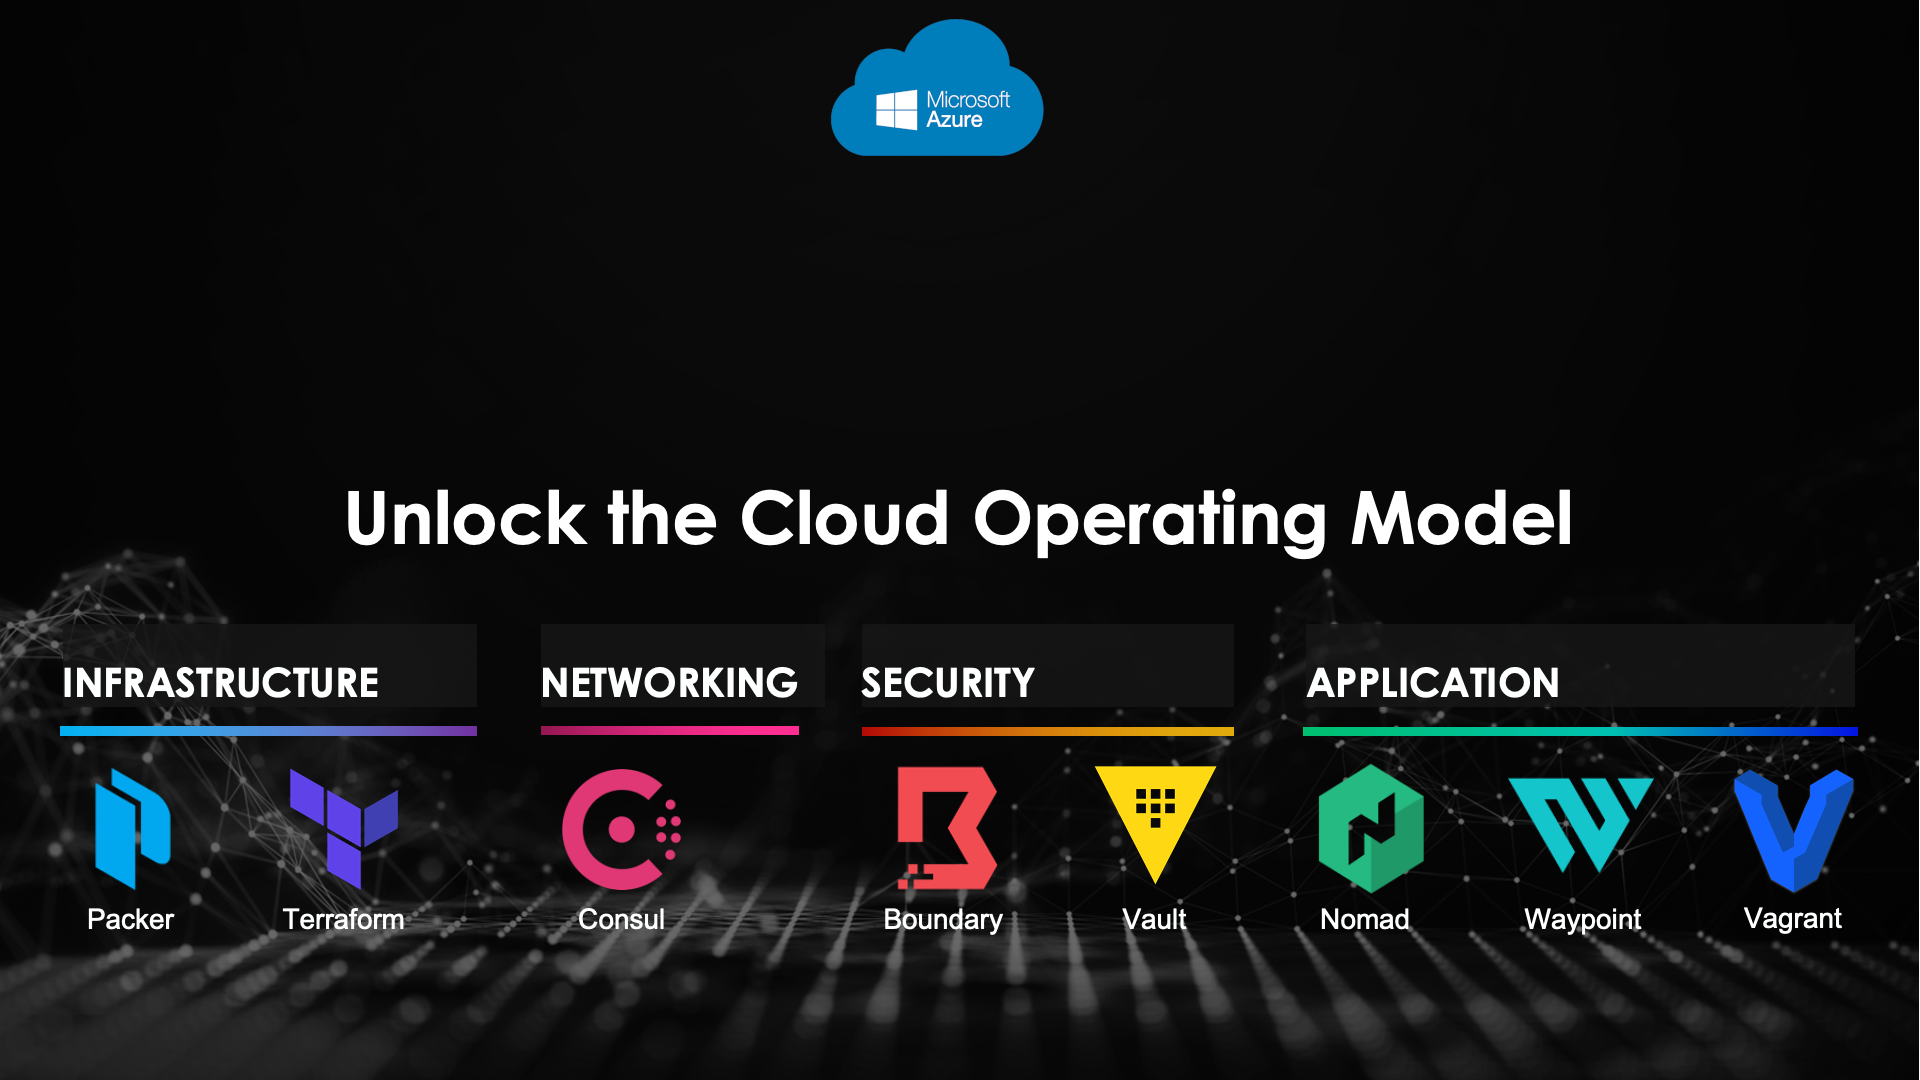 Microsoft
Azure
Unlock the Cloud Operating Model
INFRASTRUCTURE
NETWORKING
SECURITY
APPLICATION
Packer
Terraform
Consul
Boundary
Vault
Nomad
Waypoint
Vagrant